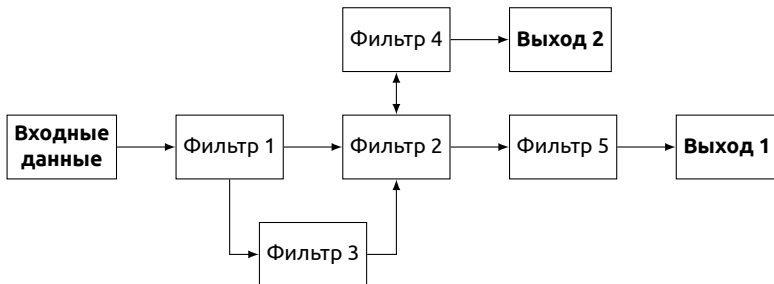 Фильтр 4
Выход 2
Входные
данные
Фильтр 1
Фильтр 2
Фильтр 5
Выход 1
Фильтр 3